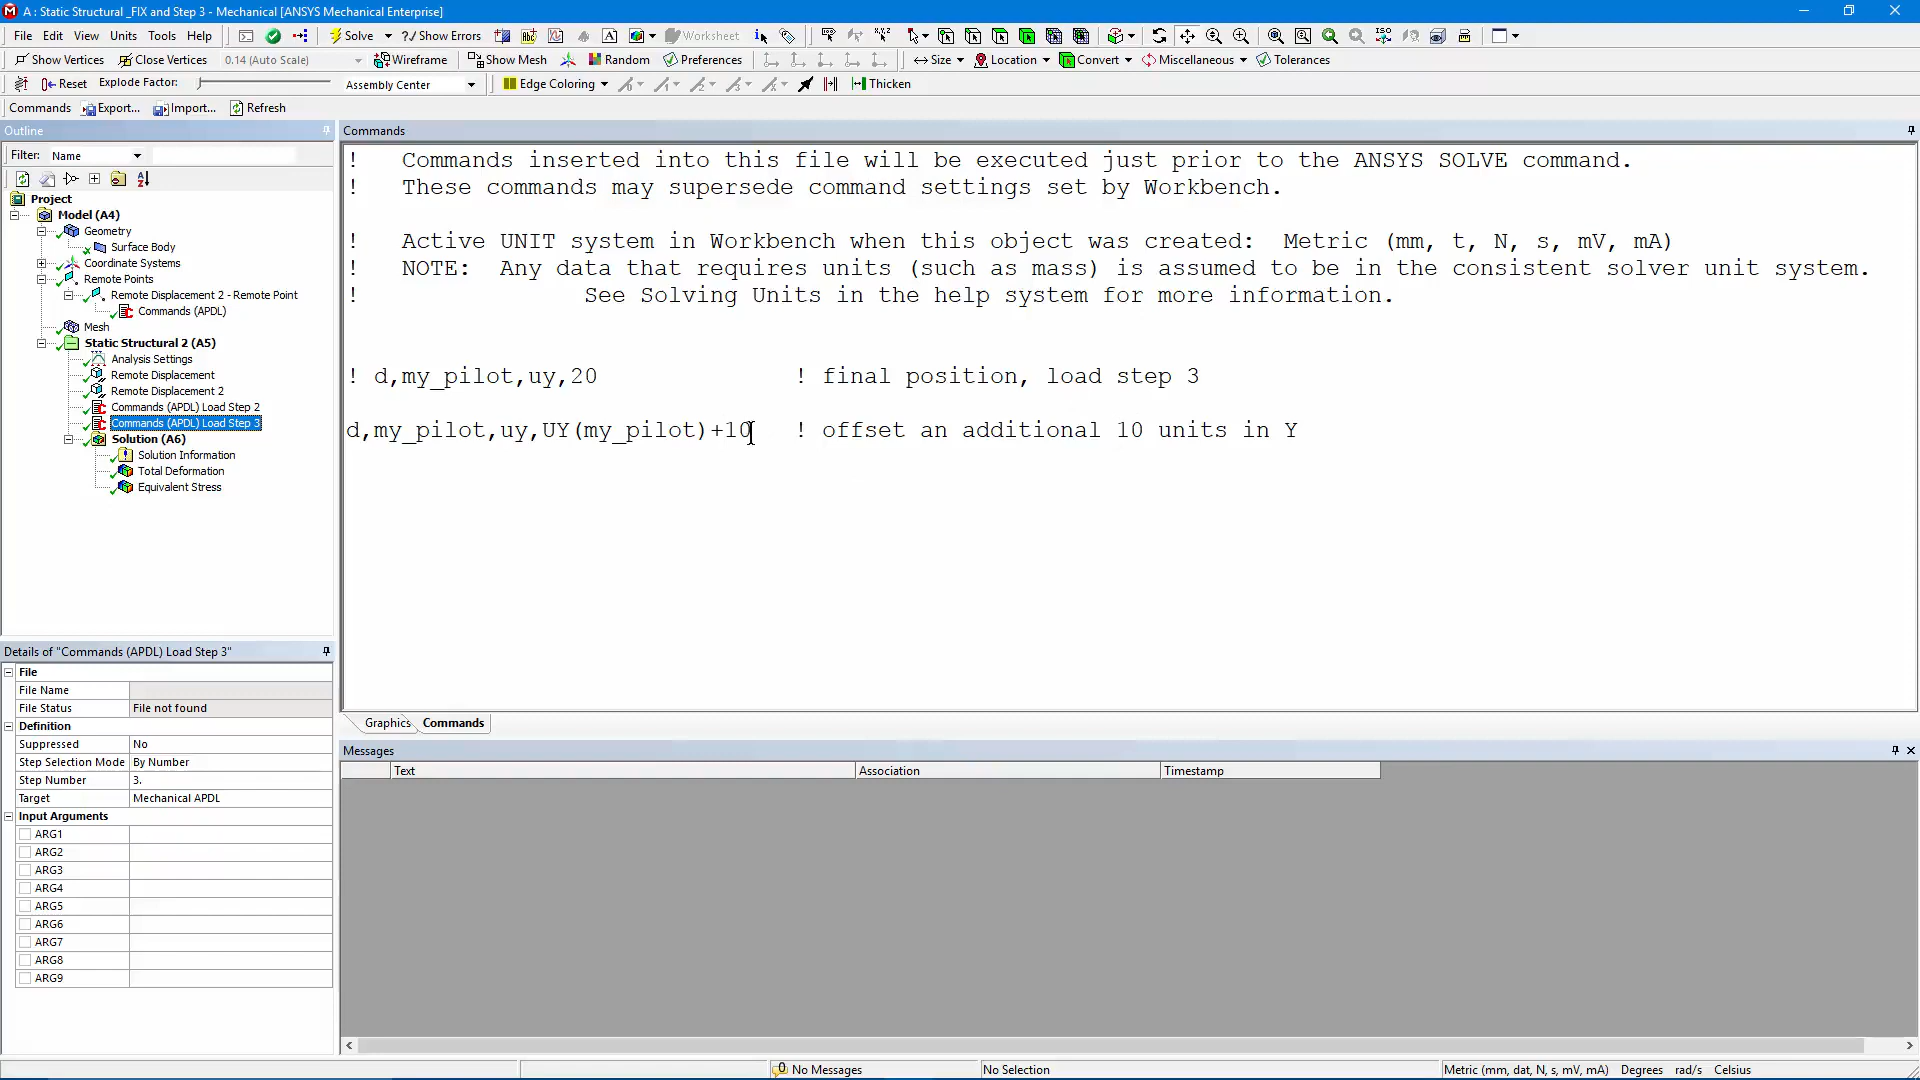 A : Static Structural _FIX and Step 3 - Mechanical [ANSYS Mechanical Enterprise]
File Edit View Units Tools Help Solve ?/ Show Errors Worksheet
Show Vertices Close Vertices 0.14 (Auto Scale) Wireframe Show Mesh Random Preferences Size Location Convert Miscellaneous Tolerances
Reset Explode Factor: Assembly Center Edge Coloring Thicken
Commands Export... Import... Refresh
Outline
Filter: Name
Project
Model (A4)
Geometry
Surface Body
Coordinate Systems
Remote Points
Remote Displacement 2 - Remote Point
Commands (APDL)
Mesh
Static Structural 2 (A5)
Analysis Settings
Remote Displacement
Remote Displacement 2
Commands (APDL) Load Step 2
Commands (APDL) Load Step 3
Solution (A6)
Solution Information
Total Deformation
Equivalent Stress
Details of "Commands (APDL) Load Step 3"
File
File Name
File Status File not found
Definition
Suppressed No
Step Selection Mode By Number
Step Number 3.
Target Mechanical APDL
Input Arguments
ARG1
ARG2
ARG3
ARG4
ARG5
ARG6
ARG7
ARG8
ARG9
Commands
! Commands inserted into this file will be executed just prior to the ANSYS SOLVE command.
! These commands may supersede command settings set by Workbench.
! Active UNIT system in Workbench when this object was created: Metric (mm, t, N, s, mV, mA)
! NOTE: Any data that requires units (such as mass) is assumed to be in the consistent solver unit system.
! See Solving Units in the help system for more information.
! d,my_pilot,uy,20 ! final position, load step 3
d,my_pilot,uy,UY(my_pilot)+10 ! offset an additional 10 units in Y
Graphics Commands
Messages
Text Association Timestamp
0 No Messages No Selection Metric (mm, dat, N, s, mV, mA) Degrees rad/s Celsius